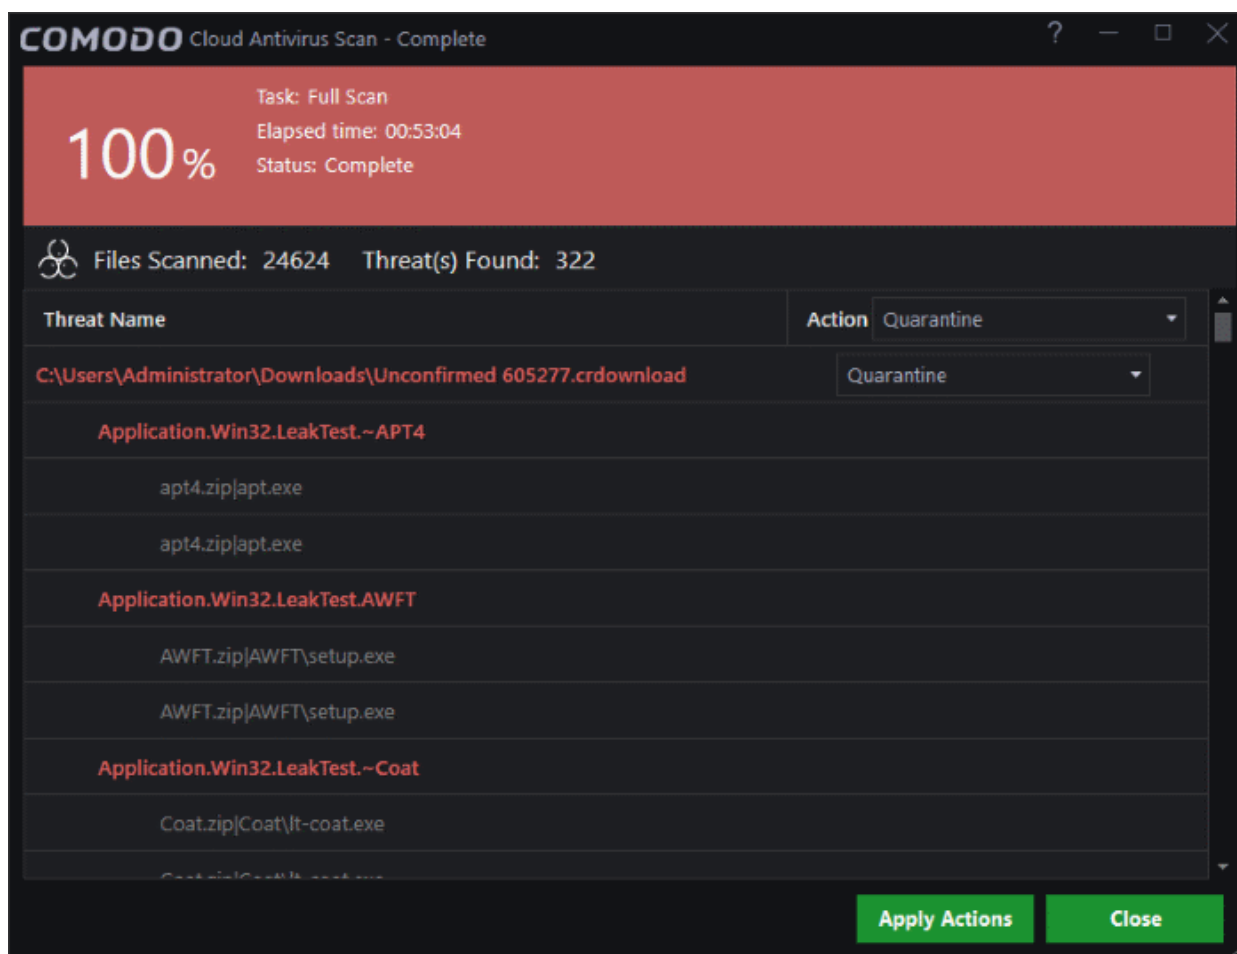 COMODO Cloud Antivirus Scan - Complete ?
Task: Full Scan
Elapsed time: 00:53:04
100 % Status: Complete
Files Scanned: 24624 Threat(s) Found: 322
Threat Name Action Quarantine
C:\Users\Administrator\Downloads\Unconfirmed 605277.crdownload Quarantine
Application.Win32.LeakTest.~APT4
apt4.zip|apt.exe
apt4.zip|apt.exe
Application.Win32.LeakTest.AWFT
AWFT.zip|AWFT\setup.exe
AWFT.zip|AWFT\setup.exe
Application.Win32.LeakTest.~Coat
Coat.zip|Coat\lt-coat.exe
Apply Actions Close